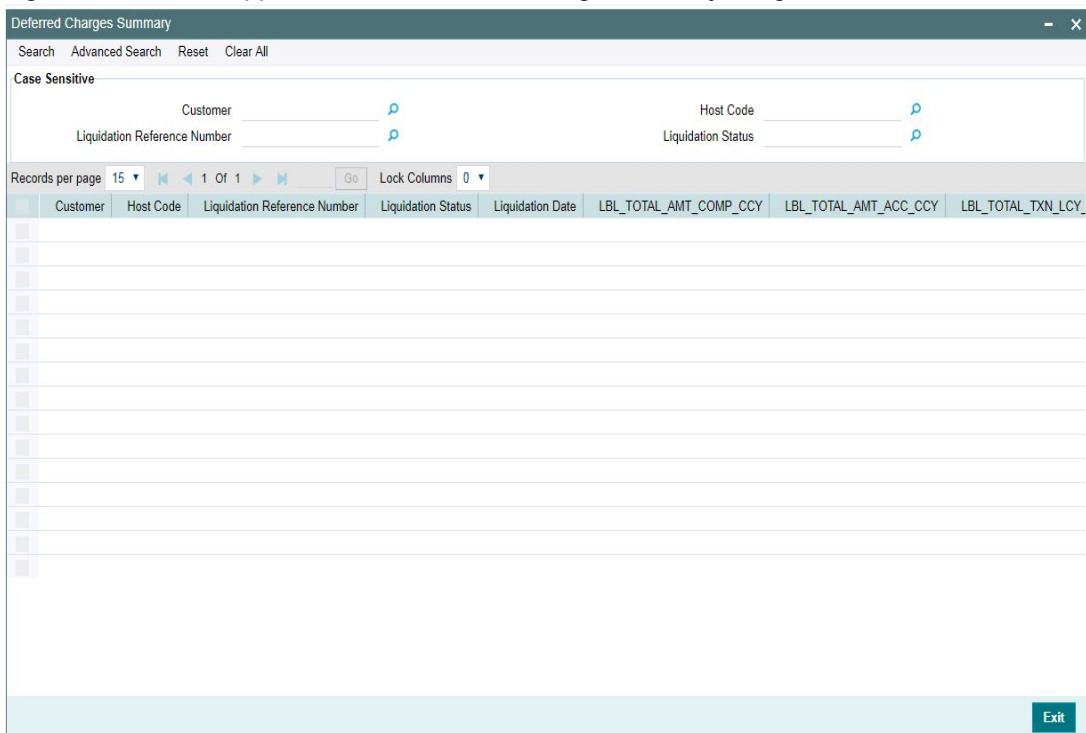 Deferred Charges Summary
Search Advanced Search Reset Clear All
Case Sensitive
Customer Host Code
Liquidation Reference Number Liquidation Status
Records per page 15 1 Of 1 Go Lock Columns 0
Customer Host Code Liquidation Reference Number Liquidation Status Liquidation Date LBL_TOTAL_AMT_COMP_CCY LBL_TOTAL_AMT_ACC_CCY LBL_TOTAL_TXN_LCY_
Exit